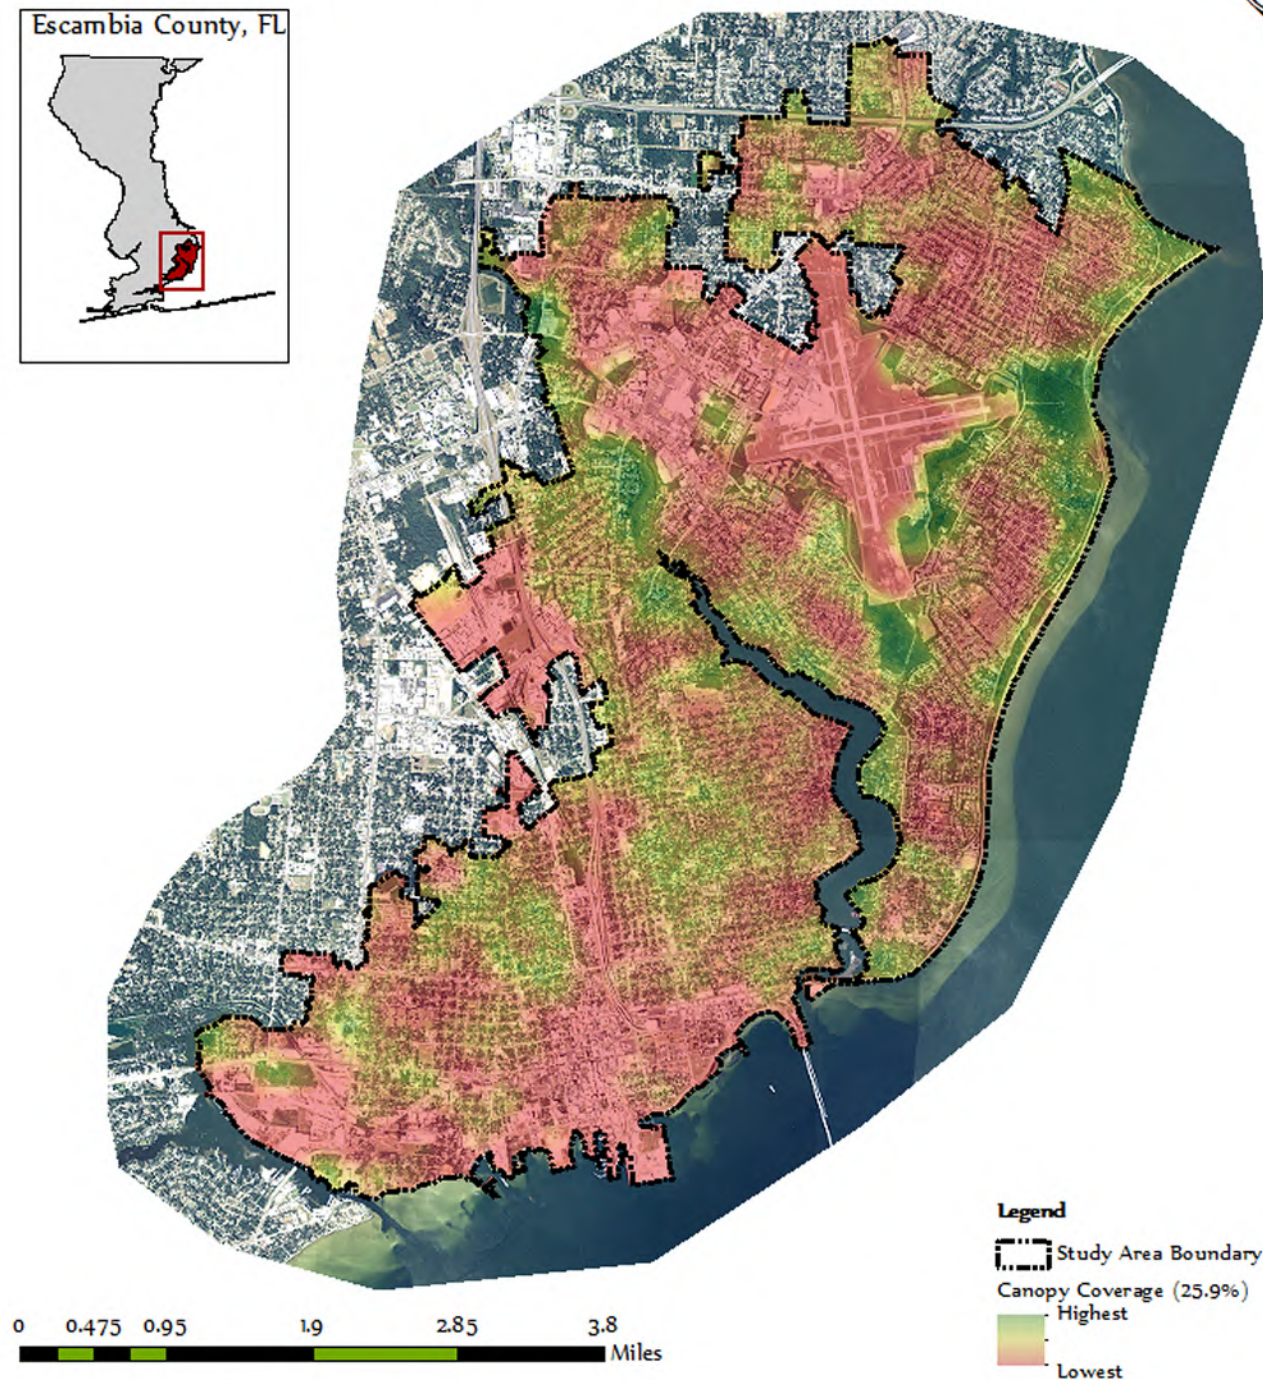 Escambia County, FL
Legend
Study Area Boundary
Canopy Coverage (25.9%)
Highest
Lowest
0 0.475 0.95 1.9 2.85 3.8
Miles